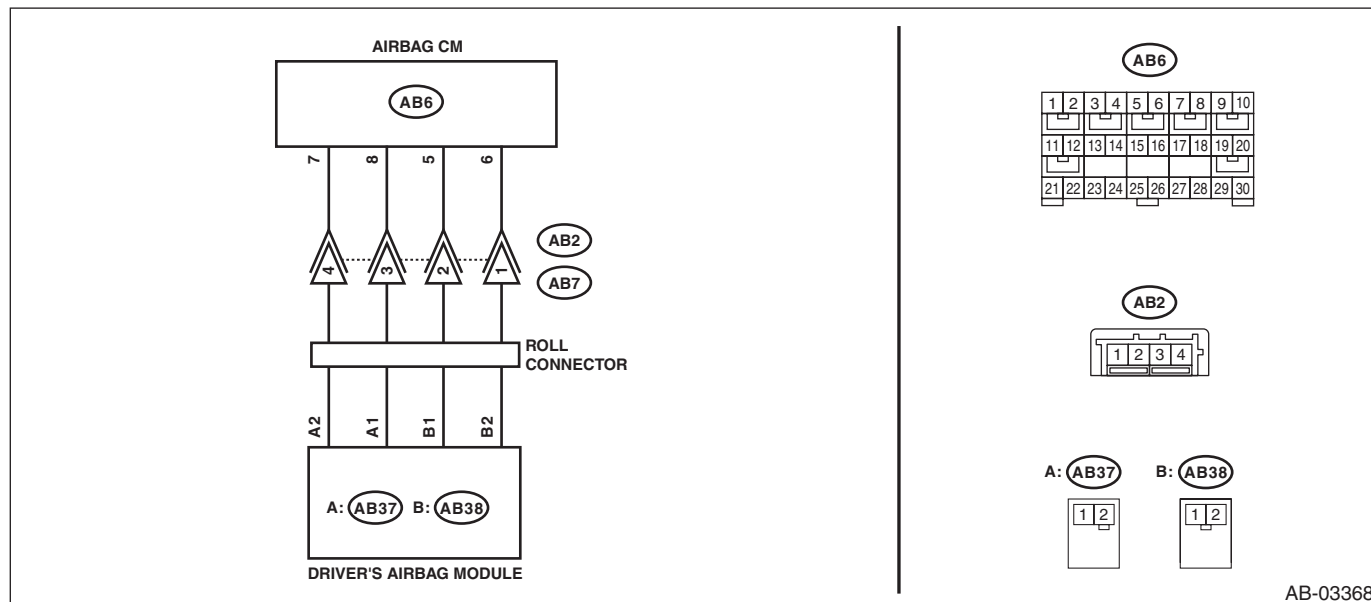 AIRBAG CM
AB6
7 8 5 6
4 3 2 1
AB2
AB7
ROLL
CONNECTOR
A2 A1 B1 B2
A: AB37 B: AB38
DRIVER'S AIRBAG MODULE
AB6
1 2 3 4 5 6 7 8 9 10
11 12 13 14 15 16 17 18 19 20
21 22 23 24 25 26 27 28 29 30
AB2
1 2 3 4
A: AB37 B: AB38
1 2 1 2
AB-03368